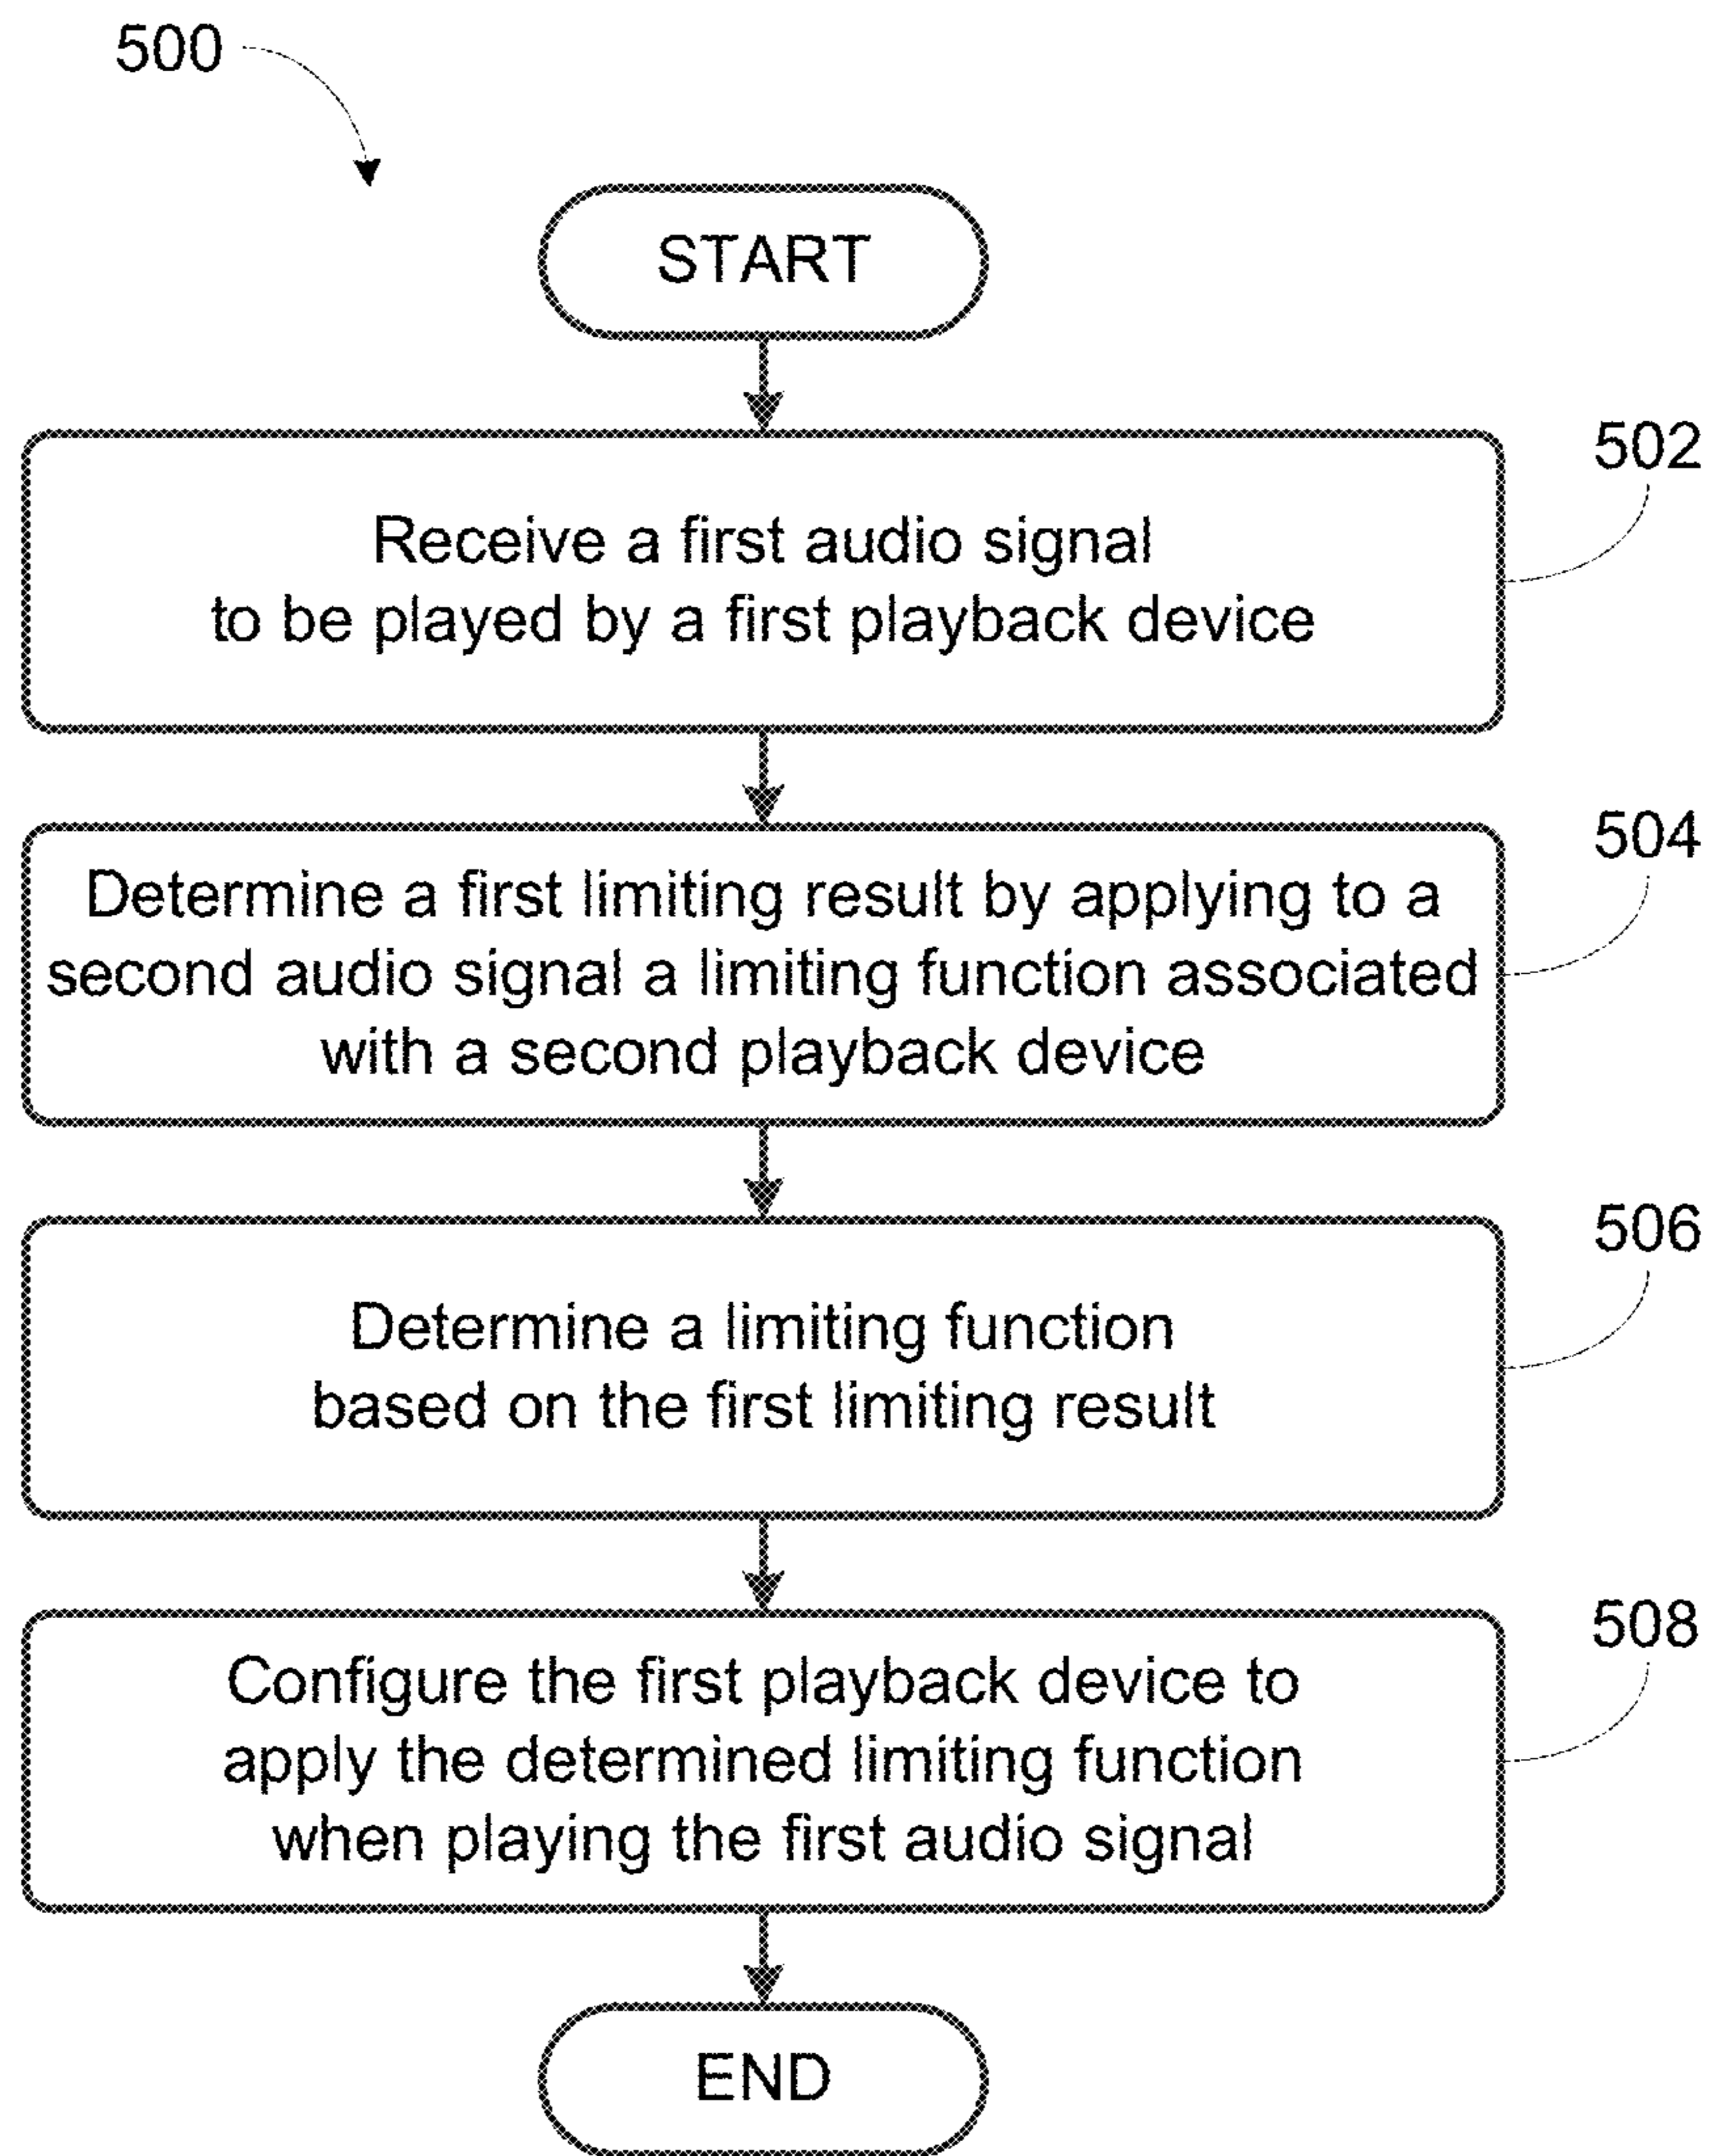 500
START
502
Receive a first audio signal
to be played by a first playback device
504
Determine a first limiting result by applying to a
second audio signal a limiting function associated
with a second playback device
506
Determine a limiting function
based on the first limiting result
508
Configure the first playback device to
apply the determined limiting function
when playing the first audio signal
END